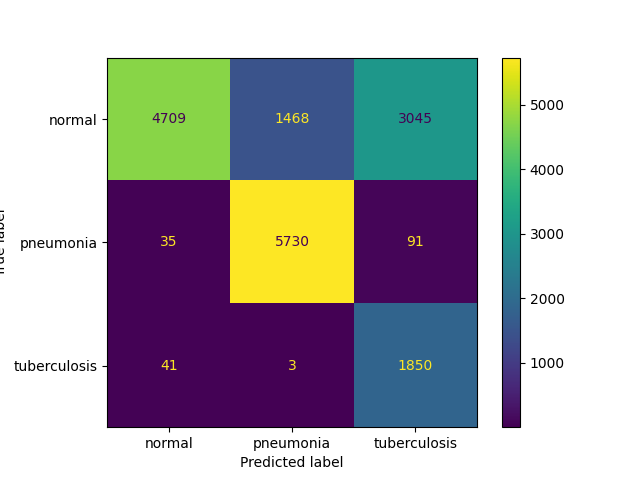 normal
4709 1468 3045
5000
4000
pneumonia
35 5730 91
3000
2000
tuberculosis
41 3 1850
1000
normal pneumonia tuberculosis
Predicted label
label